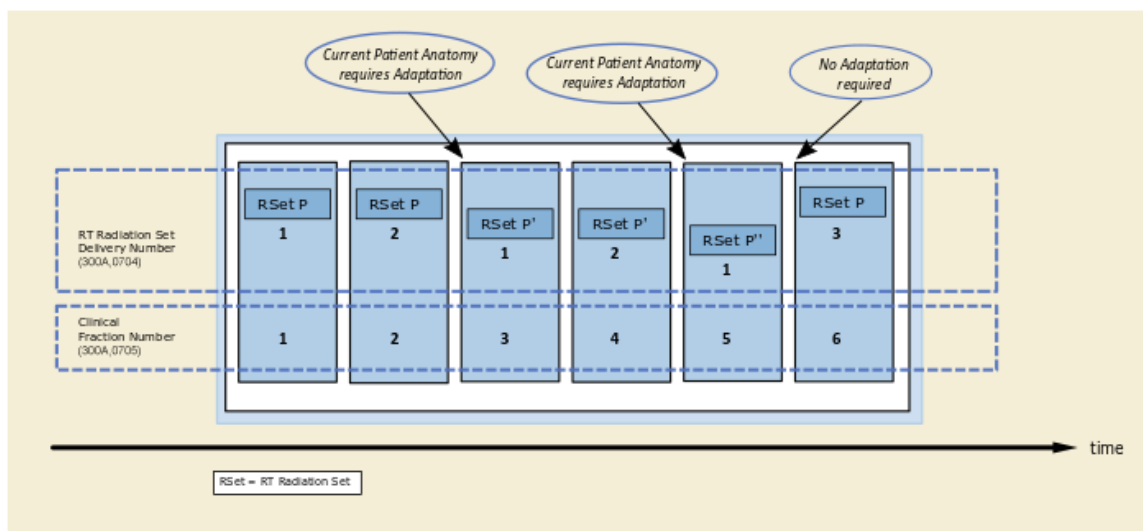 Current Patient Anatomy
requires Adaptation
Current Patient Anatomy
requires Adaptation
No Adaptation
required
RT Radiation Set
Delivery Number
(300A,0704)
RSet P
1
RSet P
2
RSet P'
1
RSet P'
2
RSet P''
1
RSet P
3
Clinical
Fraction Number
(300A,0705)
1
2
3
4
5
6
time
RSet = RT Radiation Set